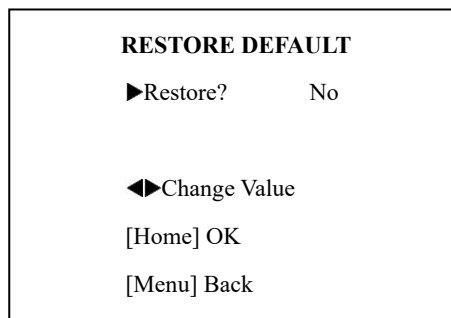 RESTORE DEFAULT
▶Restore? No
◀▶Change Value
[Home] OK
[Menu] Back